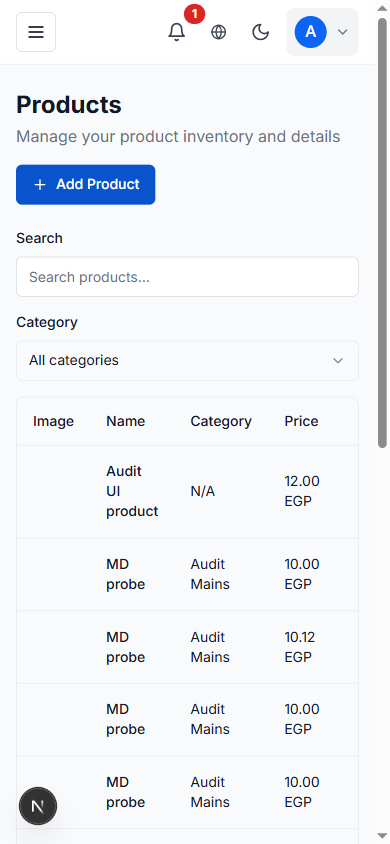 1
A
Products
Manage your product inventory and details
+ Add Product
Search
Search products...
Category
All categories
Image Name Category Price
Audit UI product N/A 12.00 EGP
MD probe Audit Mains 10.00 EGP
MD probe Audit Mains 10.12 EGP
MD probe Audit Mains 10.00 EGP
MD probe Audit Mains 10.00 EGP
N